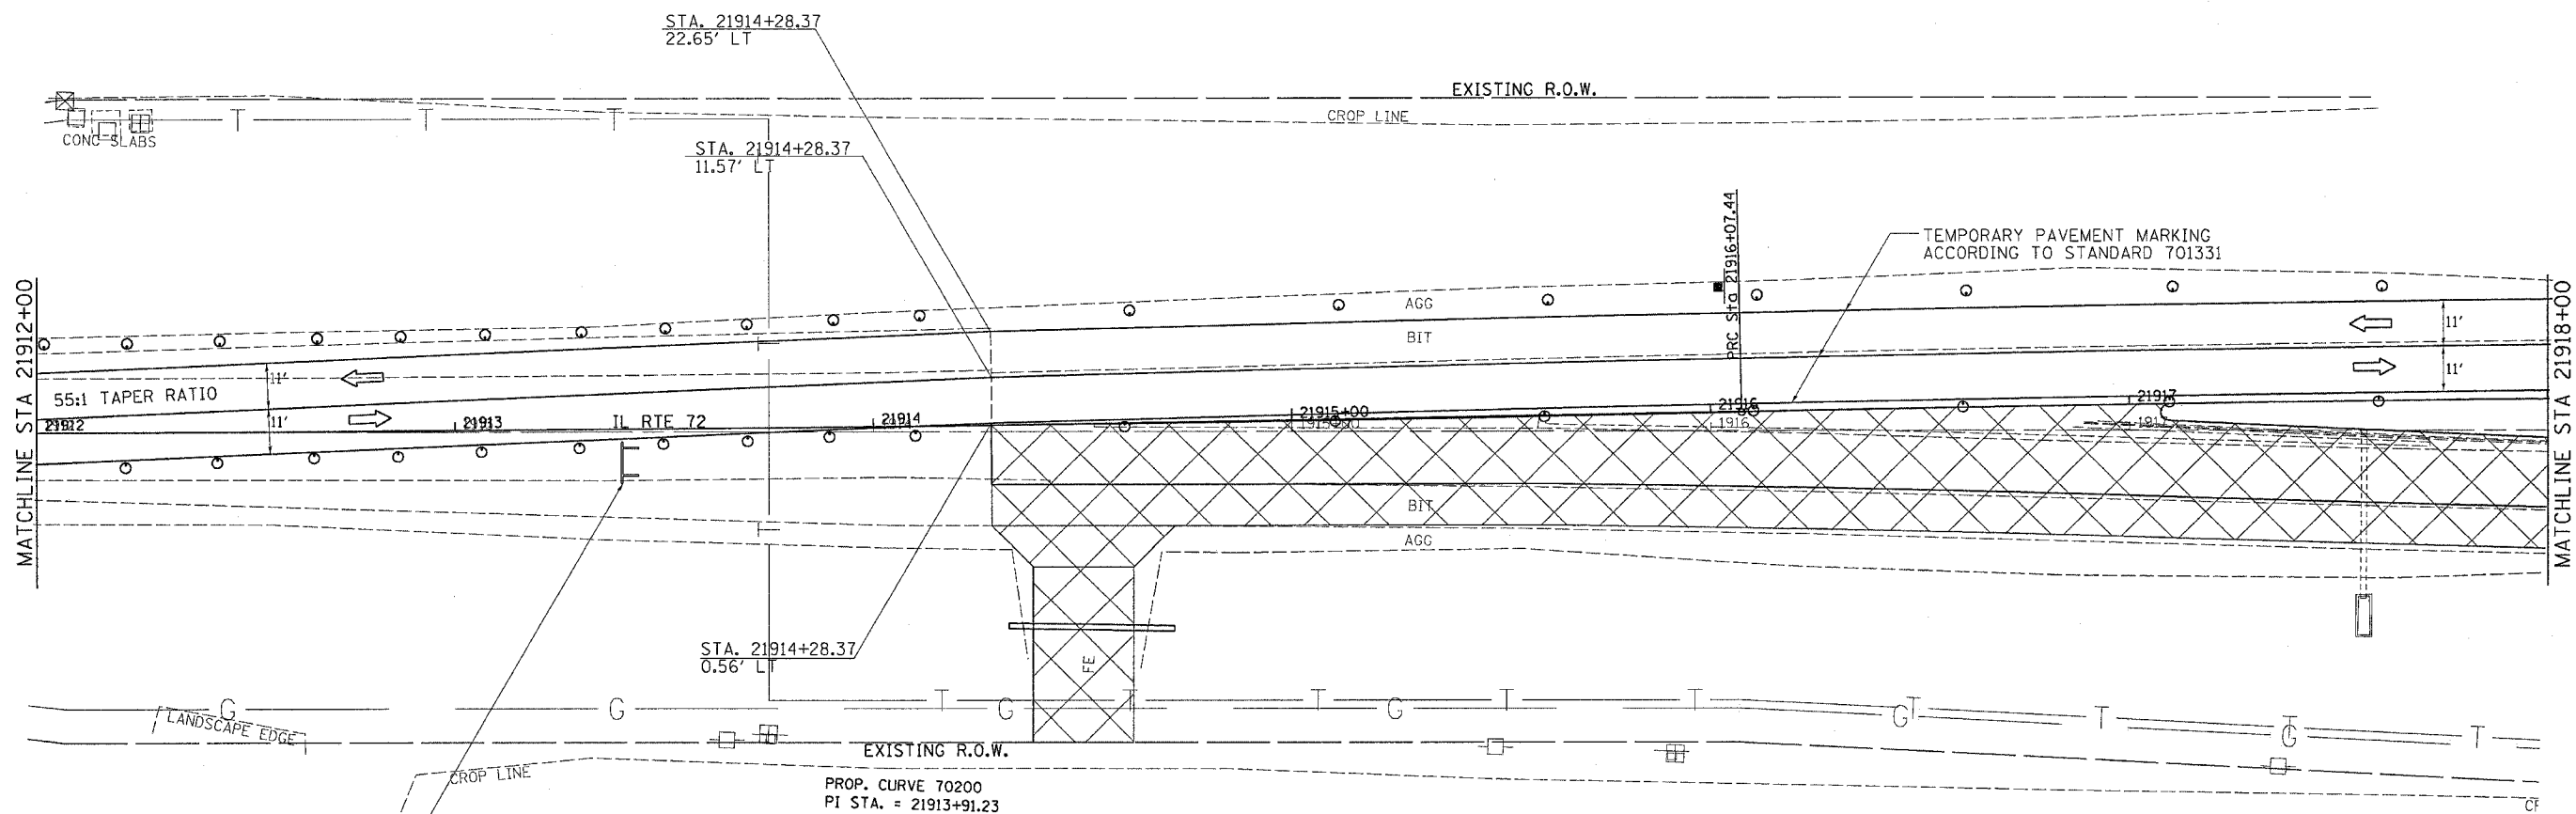 STA. 21914+28.37
22.65' LT
EXISTING R.O.W.
CROP LINE
T T T
CONC SLABS
STA. 21914+28.37
11.57' LT
PRC Sta 21916+07.44
TEMPORARY PAVEMENT MARKING
ACCORDING TO STANDARD 701331
MATCHLINE STA 21912+00
MATCHLINE STA 21918+00
AGG
BIT
11'
11'
11'
11'
55:1 TAPER RATIO
21913
IL RTE 72
21914
21915+00
21916
1916
21917
BIT
AGG
STA. 21914+28.37
0.56' LT
FE
T T T T T T T T T
G G G G G G
LANDSCAPE EDGE
EXISTING R.O.W.
CROP LINE
PROP. CURVE 70200
PI STA. = 21913+91.23